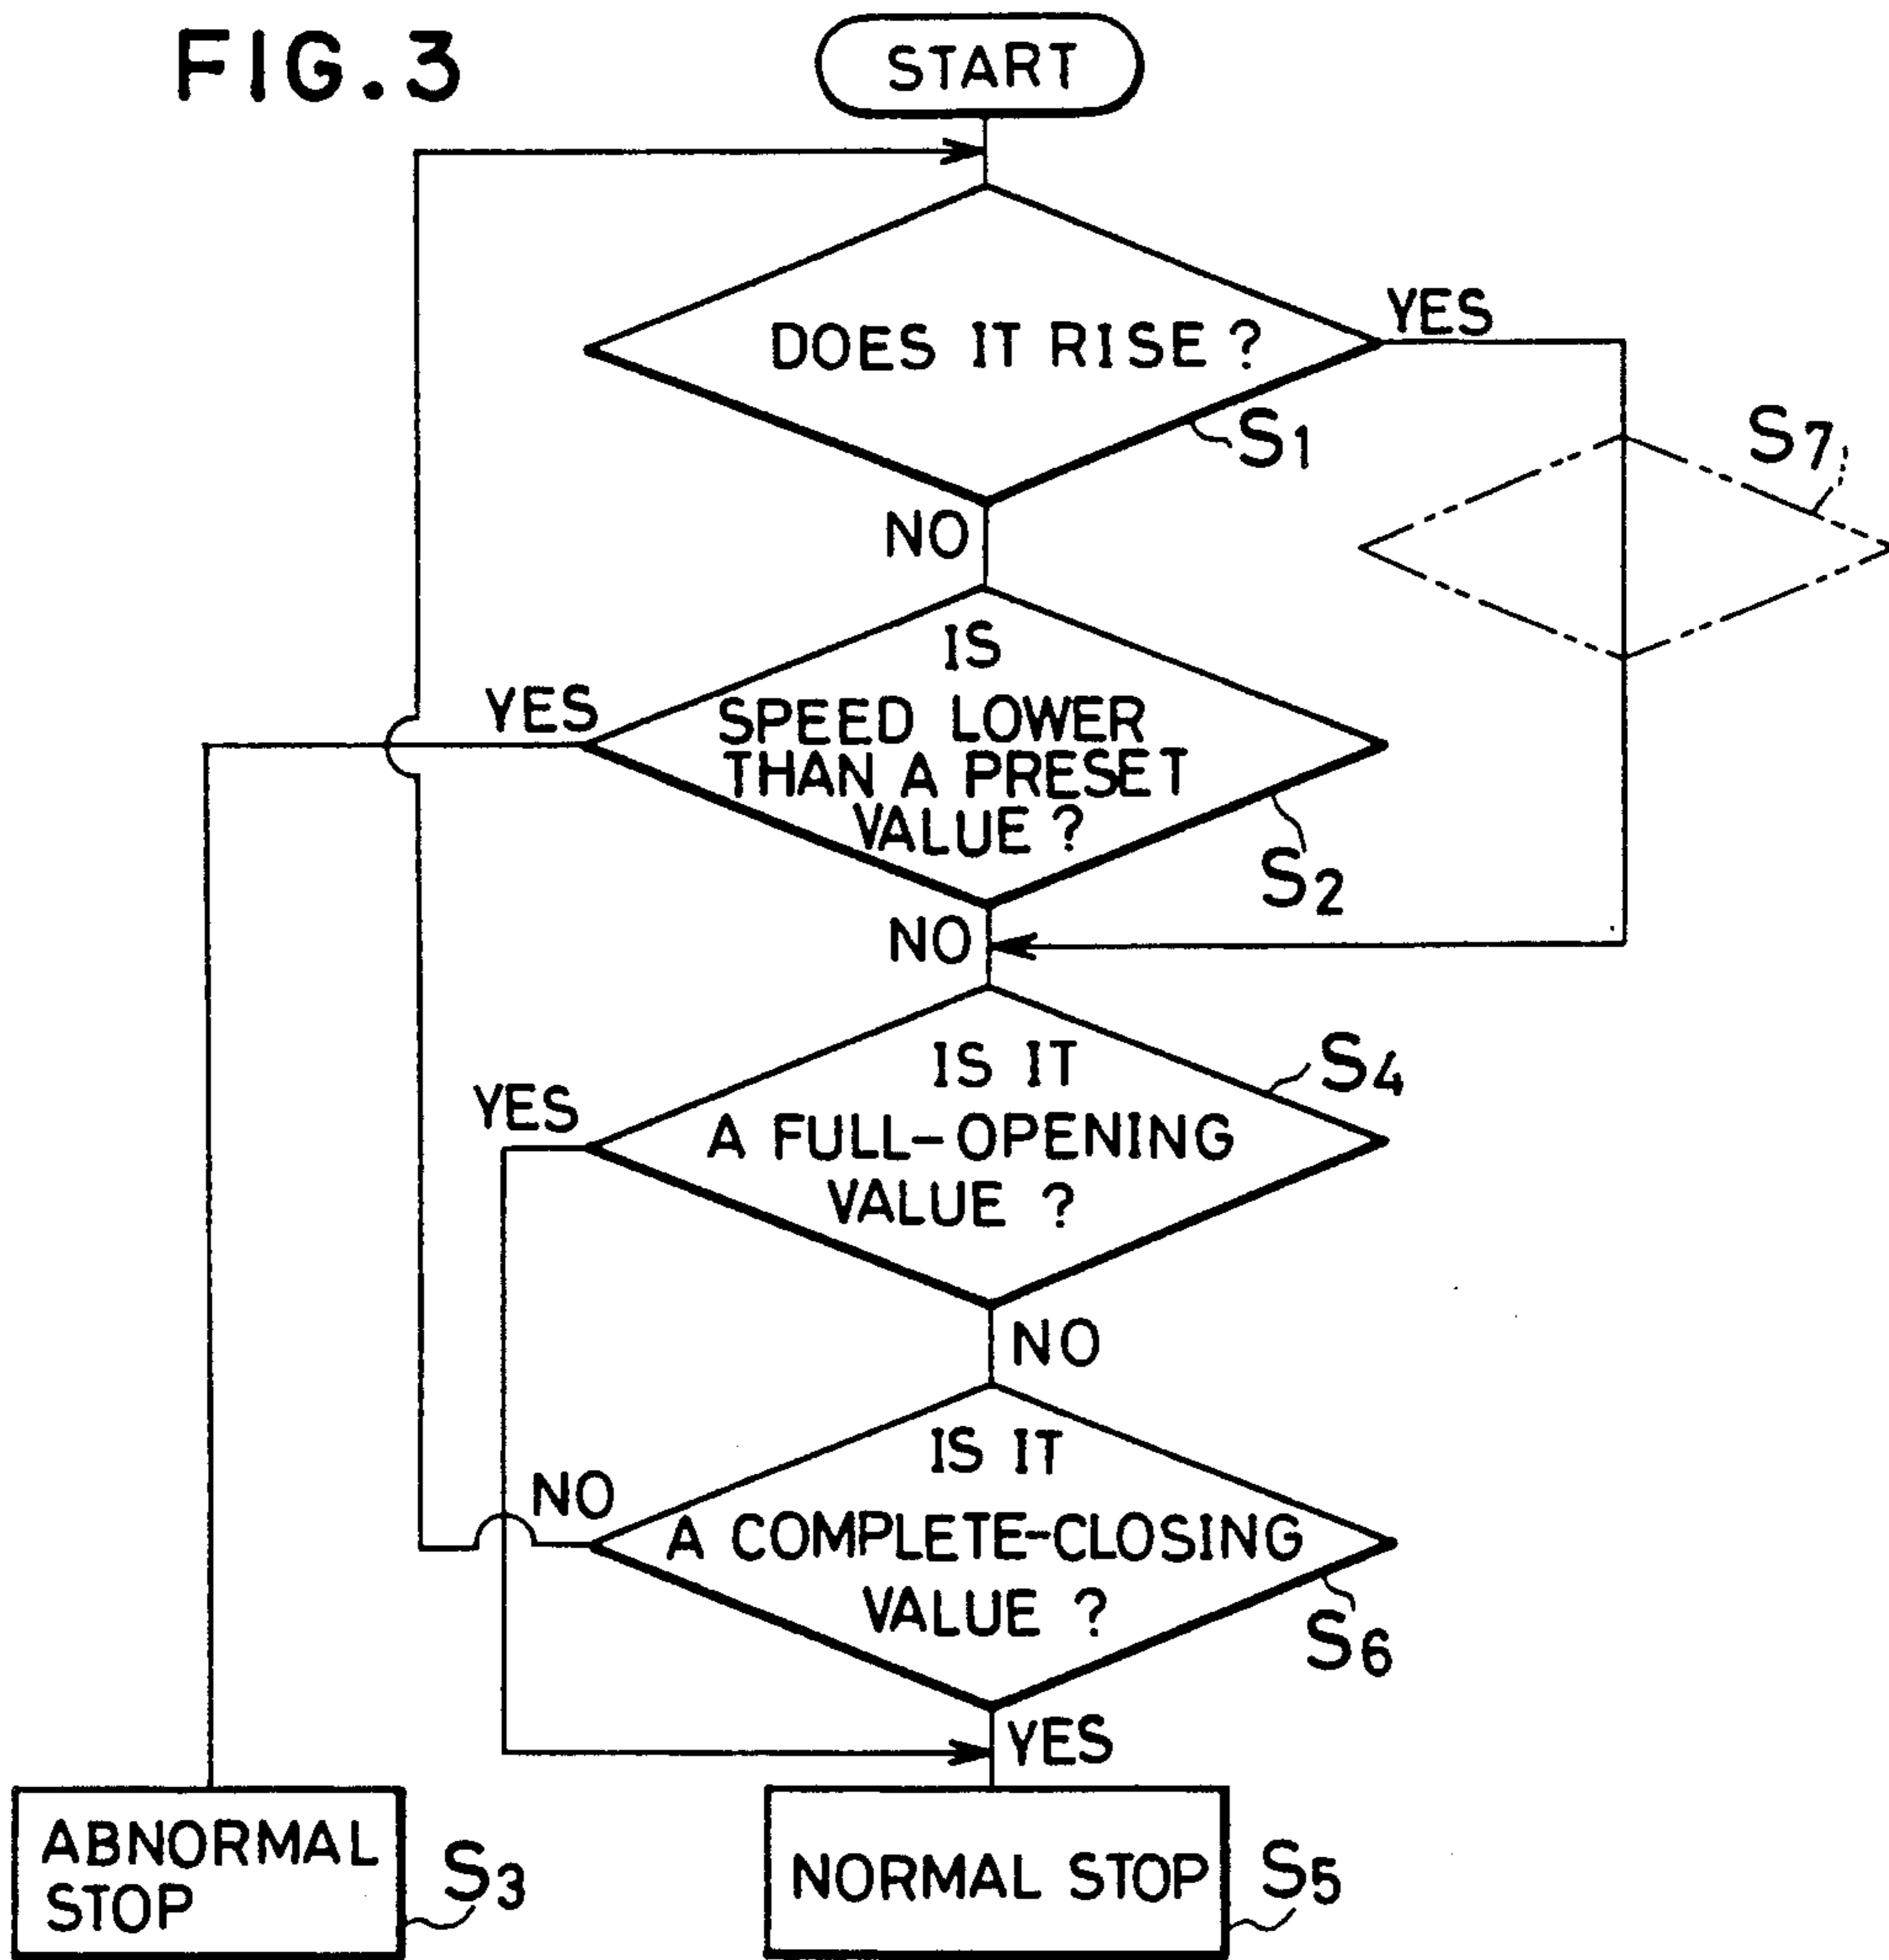 FIG.3
START
DOES IT RISE ?
YES
S1
S7
NO
IS
SPEED LOWER
THAN A PRESET
VALUE ?
YES
S2
NO
IS IT
A FULL-OPENING
VALUE ?
S4
YES
NO
IS IT
A COMPLETE-CLOSING
VALUE ?
NO
S6
YES
ABNORMAL
STOP
S3
NORMAL STOP
S5